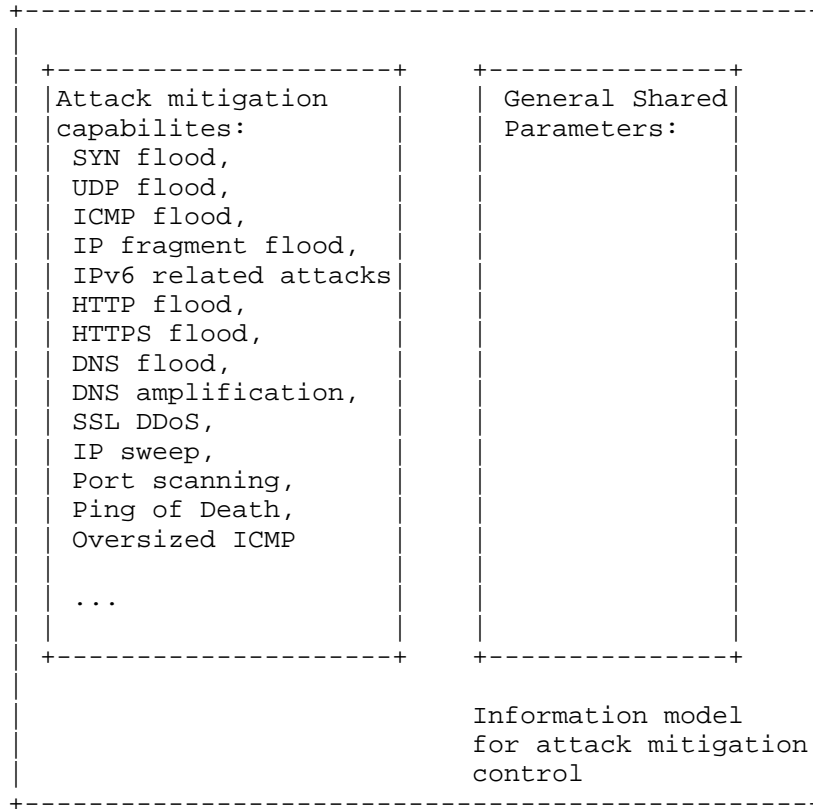 Attack mitigation
capabilites:
SYN flood,
UDP flood,
ICMP flood,
IP fragment flood,
IPv6 related attacks
HTTP flood,
HTTPS flood,
DNS flood,
DNS amplification,
SSL DDoS,
IP sweep,
Port scanning,
Ping of Death,
Oversized ICMP
...
General Shared
Parameters:
Information model
for attack mitigation
control